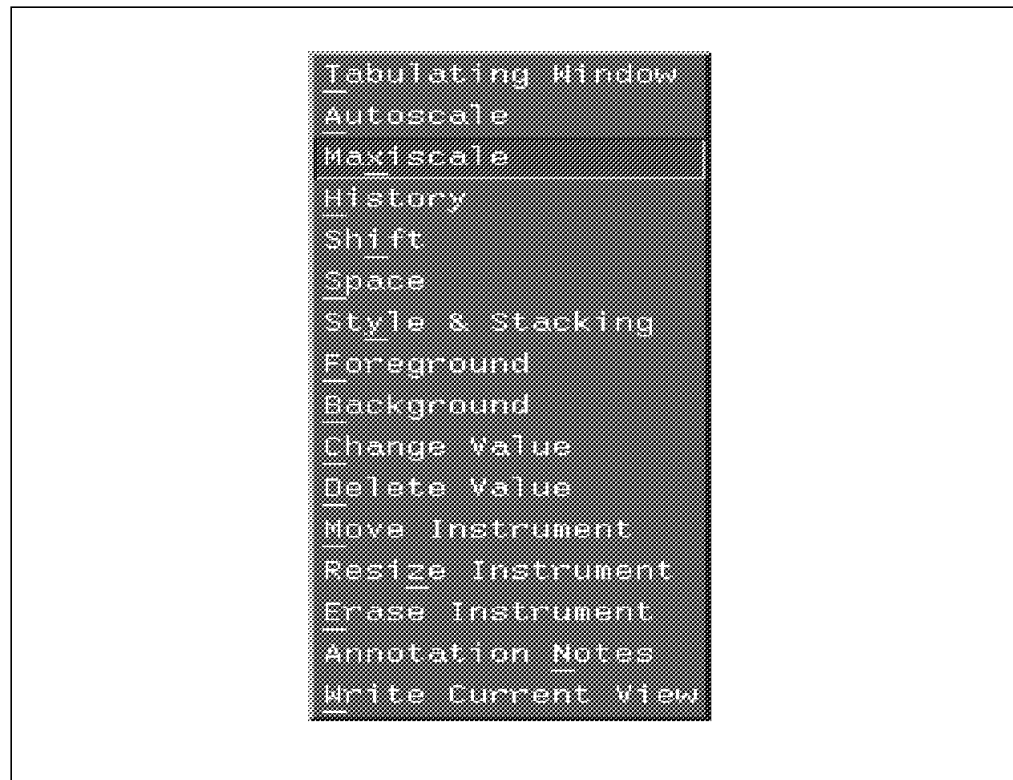 Tabulating Window
Autoscale
Maxiscale
History
Shift
Space
Style & Stacking
Foreground
Background
Change Value
Delete Value
Move Instrument
Resize Instrument
Erase Instrument
Annotation Notes
Write Current View